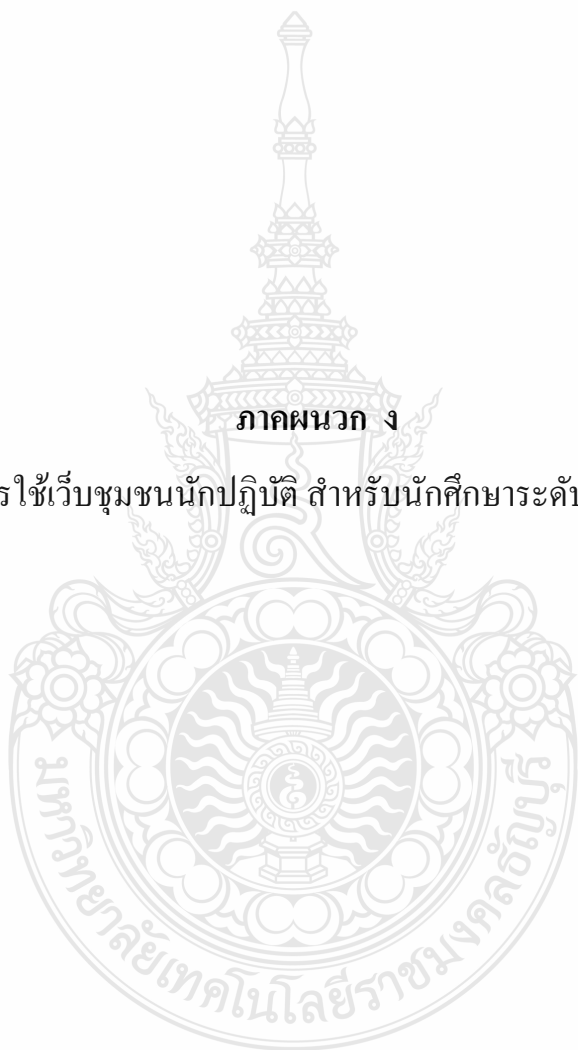 ภาคผนวก ง
รใช้เว็บชุมชนนักปฏิบัติ สำหรับนักศึกษาระดับ
มหาวิทยาลัยเทคโนโลยีราชมงคลธัญบุรี